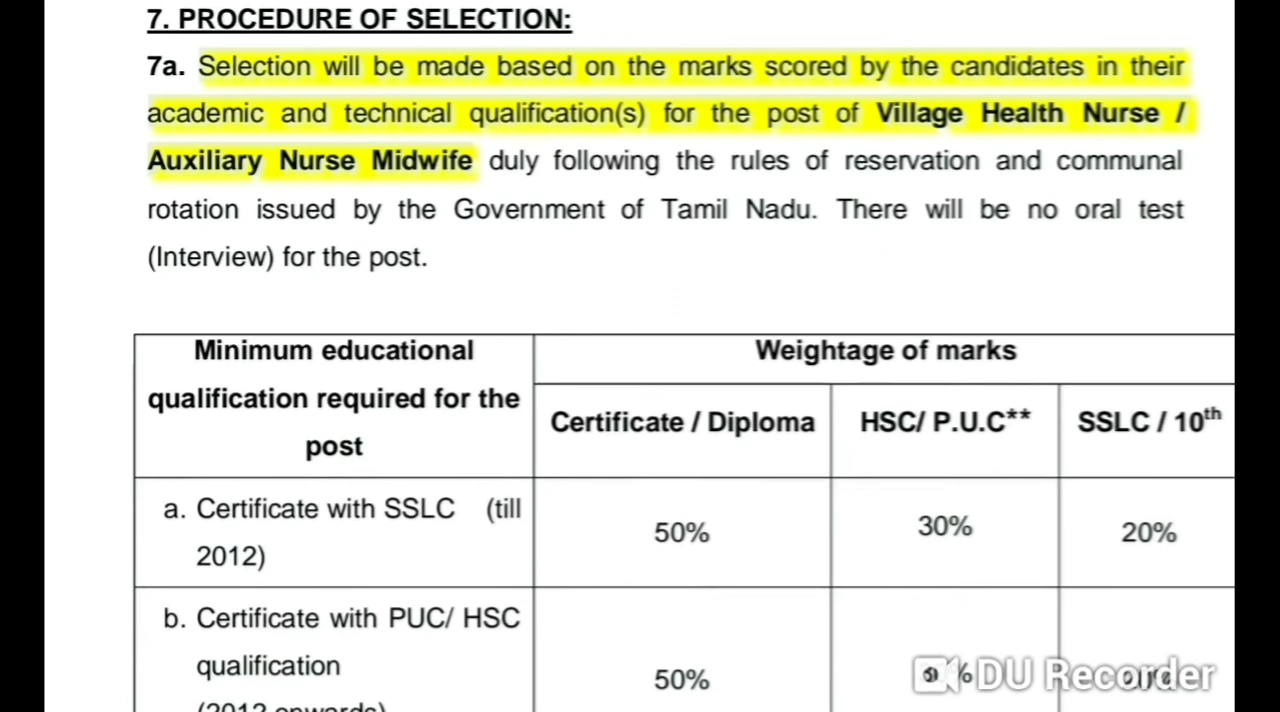 7. PROCEDURE OF SELECTION:
7a. Selection will be made based on the marks scored by the candidates in their
academic and technical qualification(s) for the post of Village Health Nurse /
Auxiliary Nurse Midwife duly following the rules of reservation and communal
rotation issued by the Government of Tamil Nadu. There will be no oral test
(Interview) for the post.
Minimum educational
qualification required for the
post
Weightage of marks
Certificate / Diploma
HSC/ P.U.C**
SSLC / 10th
a. Certificate with SSLC (till
2012)
50%
30%
20%
b. Certificate with PUC/ HSC
qualification
(2012 onwards)
50%
DU Recorder